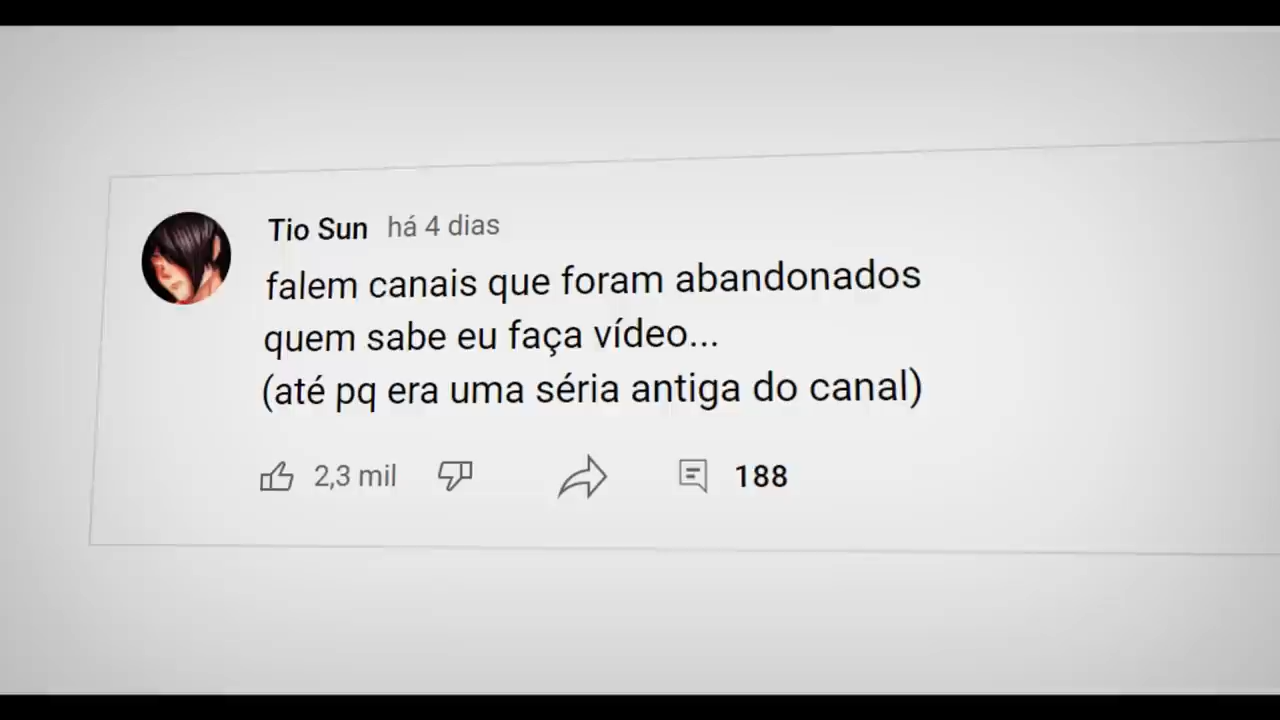 Tio Sun há 4 dias
falem canais que foram abandonados
quem sabe eu faça vídeo...
(até pq era uma séria antiga do canal)
2,3 mil 188